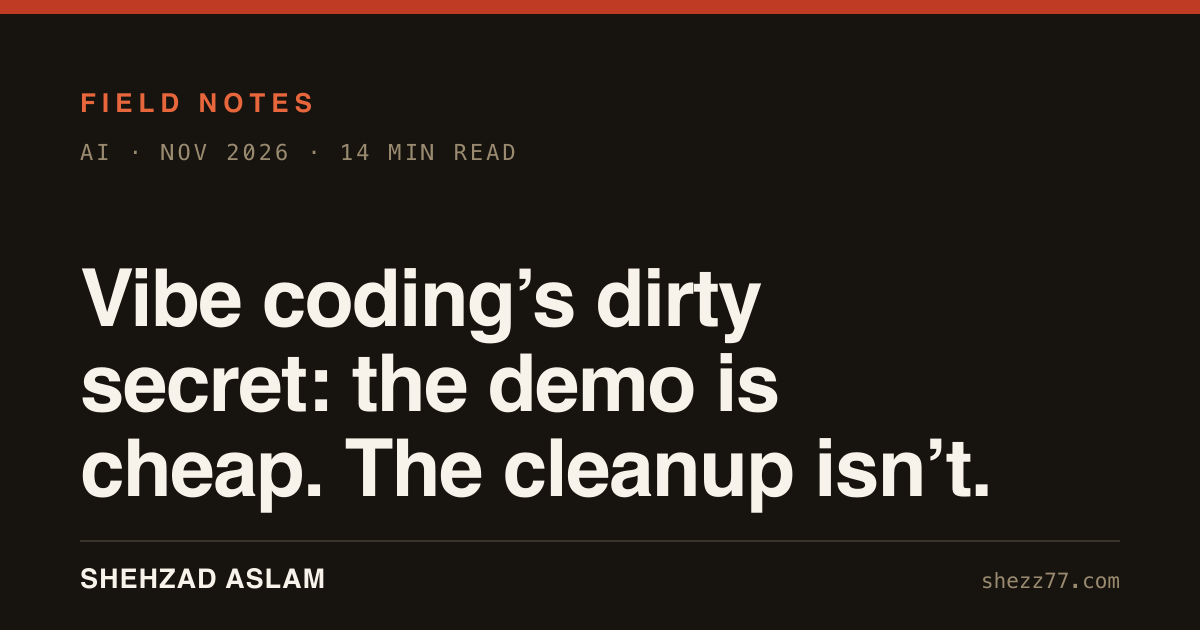 FIELD NOTES
AI · NOV 2026 · 14 MIN READ
Vibe coding’s dirty
secret: the demo is
cheap. The cleanup isn’t.
SHEHZAD ASLAM
shezz77.com